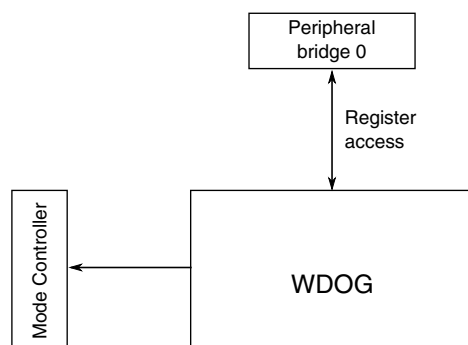 Peripheral
bridge 0
Register
access
Mode Controller
WDOG